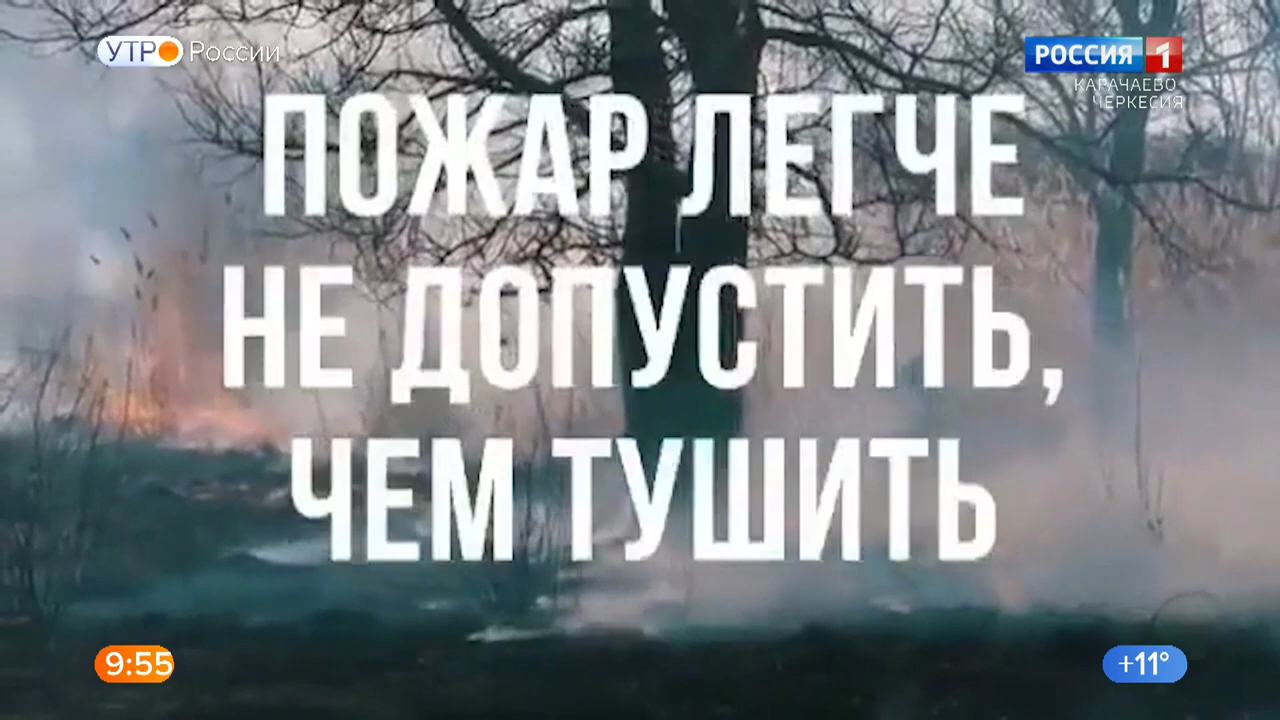 УТРО России
РОССИЯ 1
КАРАЧАЕВО
ЧЕРКЕСИЯ
ПОЖАР ЛЕГЧЕ
НЕ ДОПУСТИТЬ,
ЧЕМ ТУШИТЬ
9:55
+11°